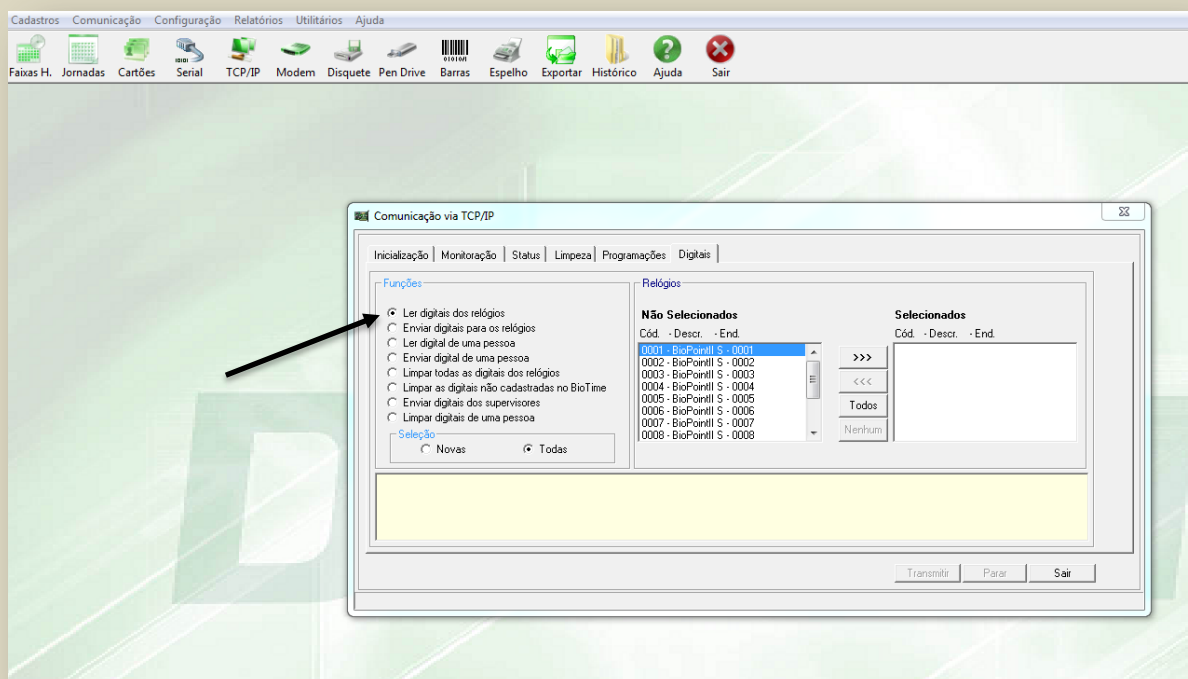 Cadastros Comunicação Configuração Relatórios Utilitários Ajuda
Faixas H. Jornadas Cartões Serial TCP/IP Modem Disquete Pen Drive Barras Espelho Exportar Histórico Ajuda Sair
Comunicação via TCP/IP
Inicialização Monitoração Status Limpeza Programações Digitais
Funções
Ler digitais dos relógios
Enviar digitais para os relógios
Ler digital de uma pessoa
Enviar digital de uma pessoa
Limpar todas as digitais dos relógios
Limpar as digitais não cadastradas no BioTime
Enviar digitais dos supervisores
Limpar digitais de uma pessoa
Seleção
Novas Todas
Relógios
Não Selecionados
Cód. - Descr. - End.
0001 - BioPointII S - 0001
0002 - BioPointII S - 0002
0003 - BioPointII S - 0003
0004 - BioPointII S - 0004
0005 - BioPointII S - 0005
0006 - BioPointII S - 0006
0007 - BioPointII S - 0007
0008 - BioPointII S - 0008
>>>
<<<
Todos
Nenhum
Selecionados
Cód. - Descr. - End.
Transmitir Parar Sair